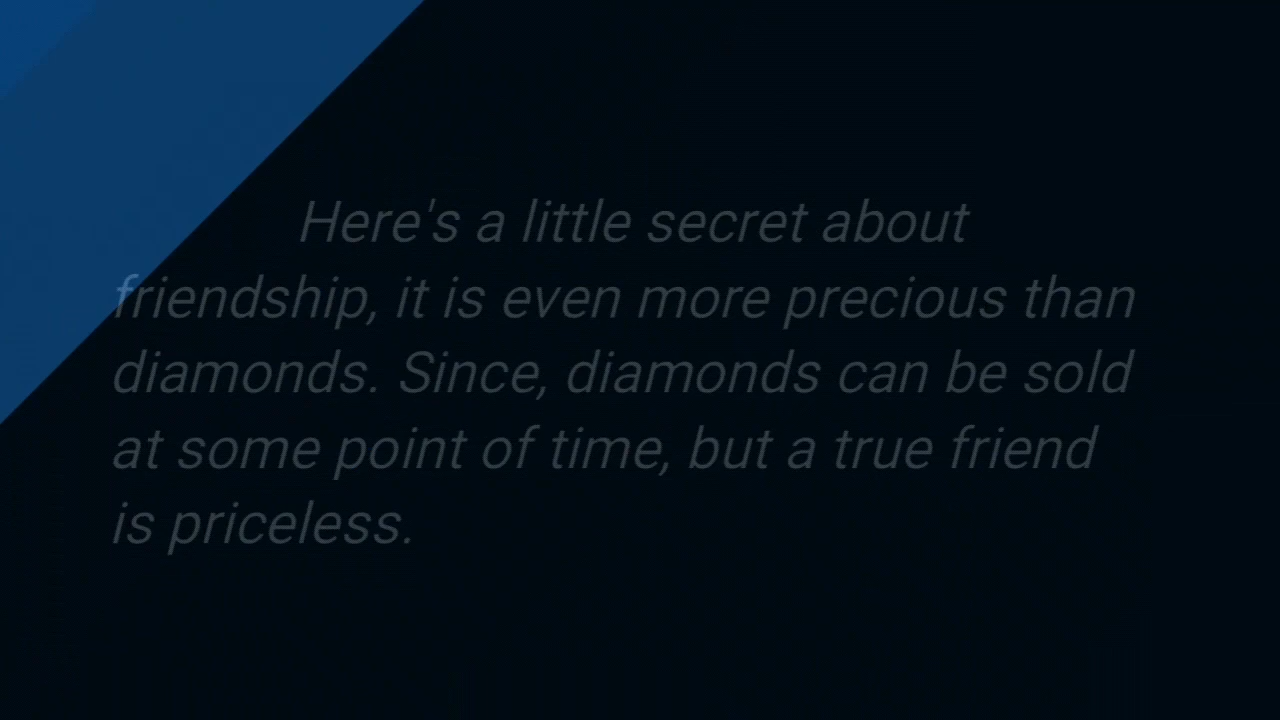 Here's a little secret about
friendship, it is even more precious than
diamonds. Since, diamonds can be sold
at some point of time, but a true friend
is priceless.